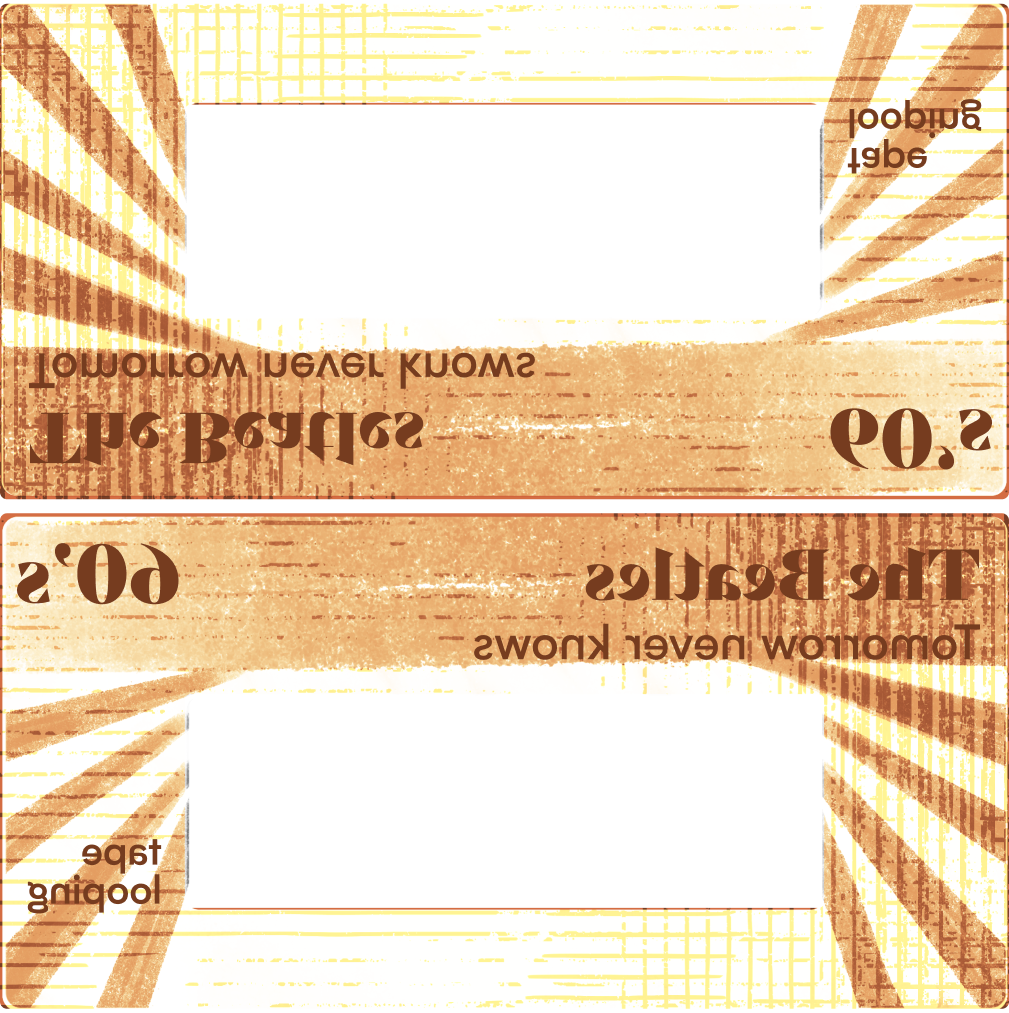 looping
tape
Tomorrow never knows
The Beatles
60's
60's
The Beatles
Tomorrow never knows
tape
looping